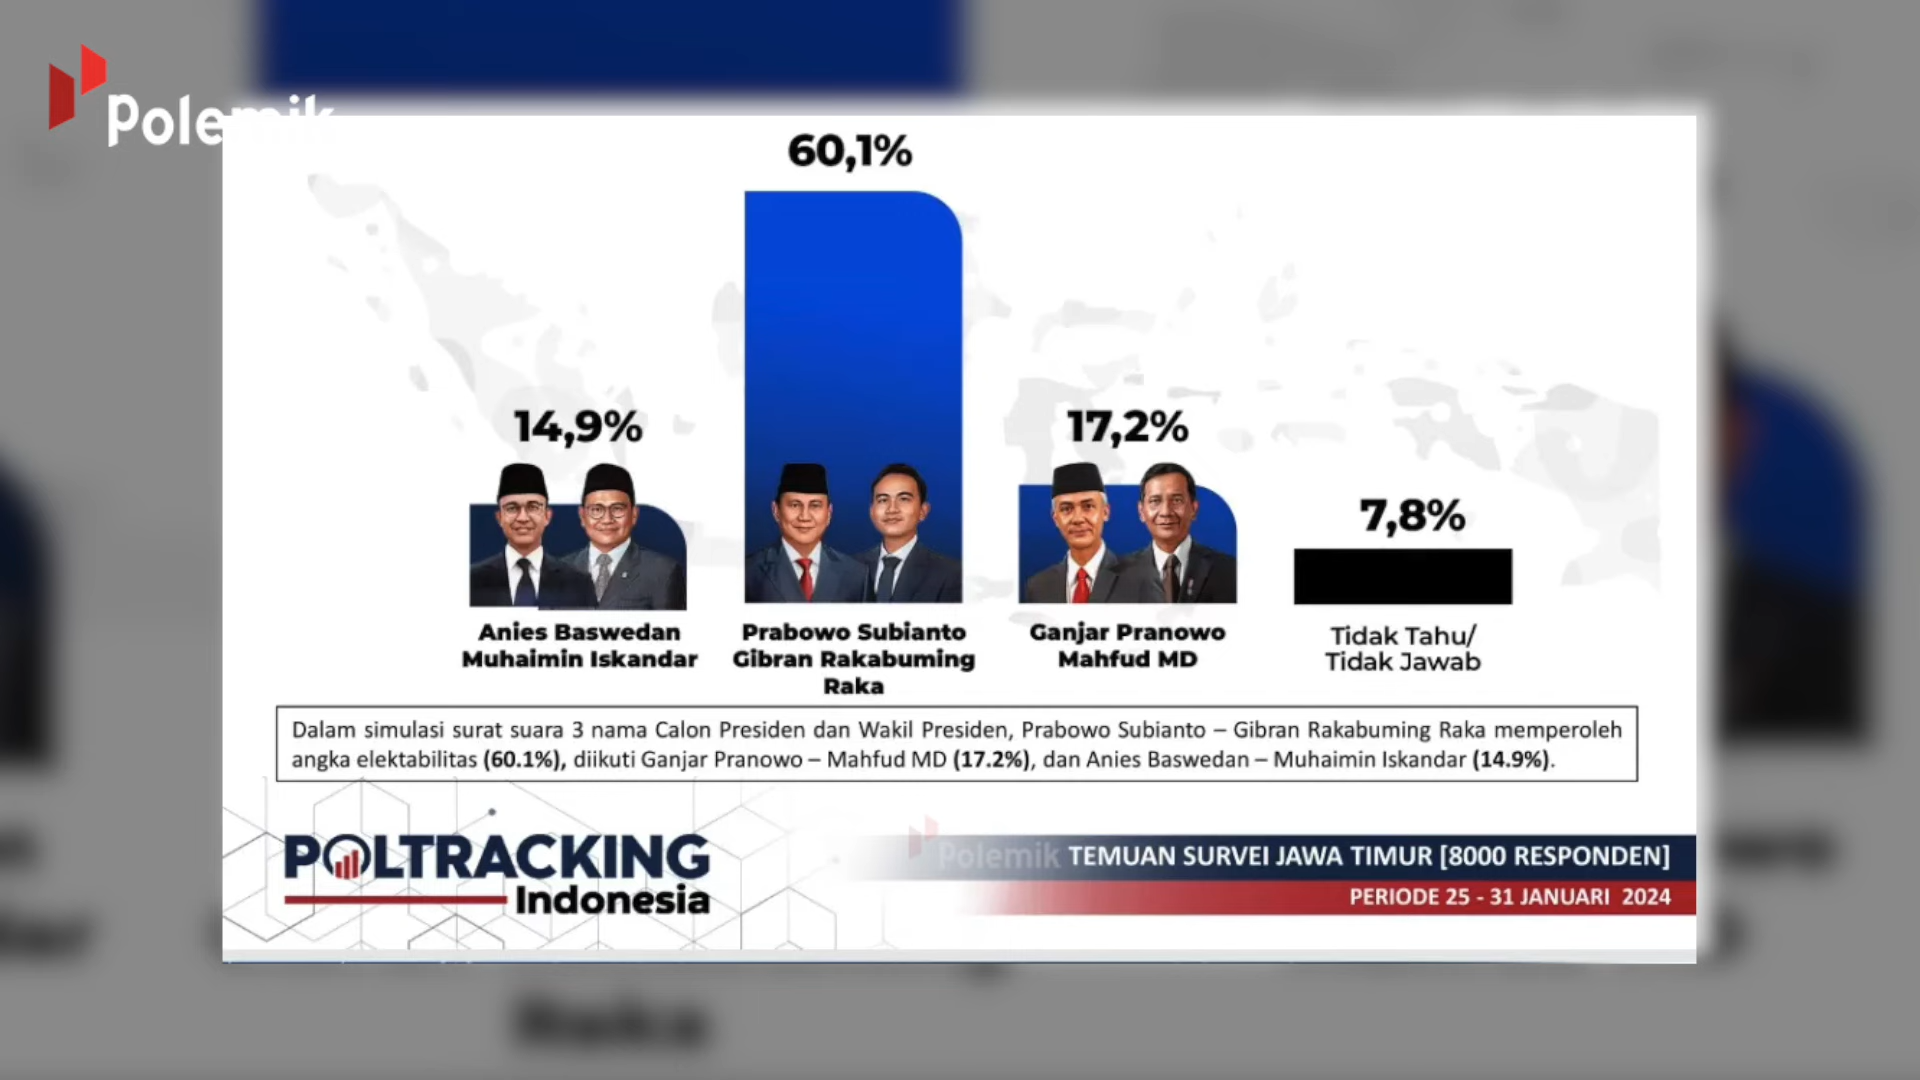 Polemik
60,1%
14,9%
17,2%
7,8%
Anies Baswedan
Muhaimin Iskandar
Prabowo Subianto
Gibran Rakabuming
Raka
Ganjar Pranowo
Mahfud MD
Tidak Tahu/
Tidak Jawab
Dalam simulasi surat suara 3 nama Calon Presiden dan Wakil Presiden, Prabowo Subianto – Gibran Rakabuming Raka memperoleh
angka elektabilitas (60.1%), diikuti Ganjar Pranowo – Mahfud MD (17.2%), dan Anies Baswedan – Muhaimin Iskandar (14.9%).
POLTRACKING
Indonesia
Polemik
TEMUAN SURVEI JAWA TIMUR [8000 RESPONDEN]
PERIODE 25 - 31 JANUARI 2024
Raka